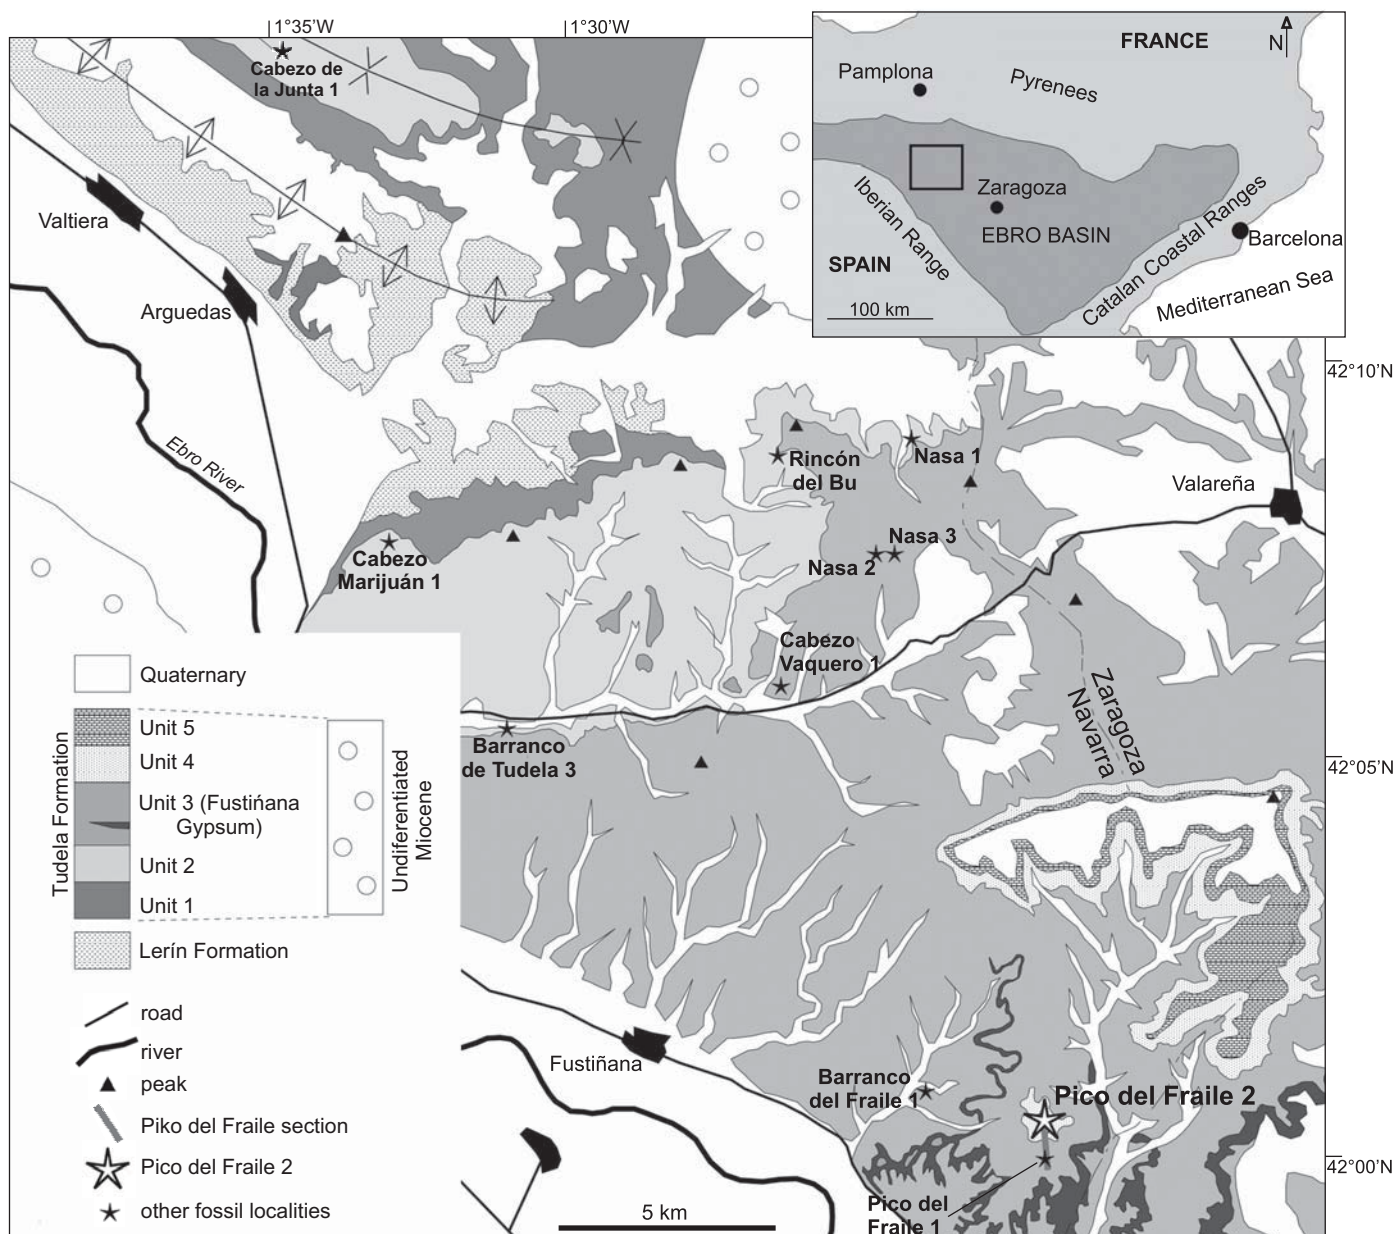 1°35'W
1°30'W
Cabezo de
la Junta 1
Valtiera
Arguedas
Ebro River
FRANCE
N
Pamplona
Pyrenees
Zaragoza
Iberian Range
EBRO BASIN
SPAIN
Catalan Coastal Ranges
Barcelona
Mediterranean Sea
100 km
42°10'N
Rincón
del Bu
Nasa 1
Valareña
Nasa 3
Nasa 2
Cabezo
Marijuán 1
Cabezo
Vaquero 1
Zaragoza
Navarra
Barranco
de Tudela 3
42°05'N
Quaternary
Tudela Formation
Unit 5
Unit 4
Unit 3 (Fustińana
Gypsum)
Unit 2
Unit 1
Undiferentiated
Miocene
Lerín Formation
road
river
peak
Piko del Fraile section
Pico del Fraile 2
other fossil localities
Fustiñana
Barranco
del Fraile 1
Pico del Fraile 2
42°00'N
Pico del
Fraile 1
5 km